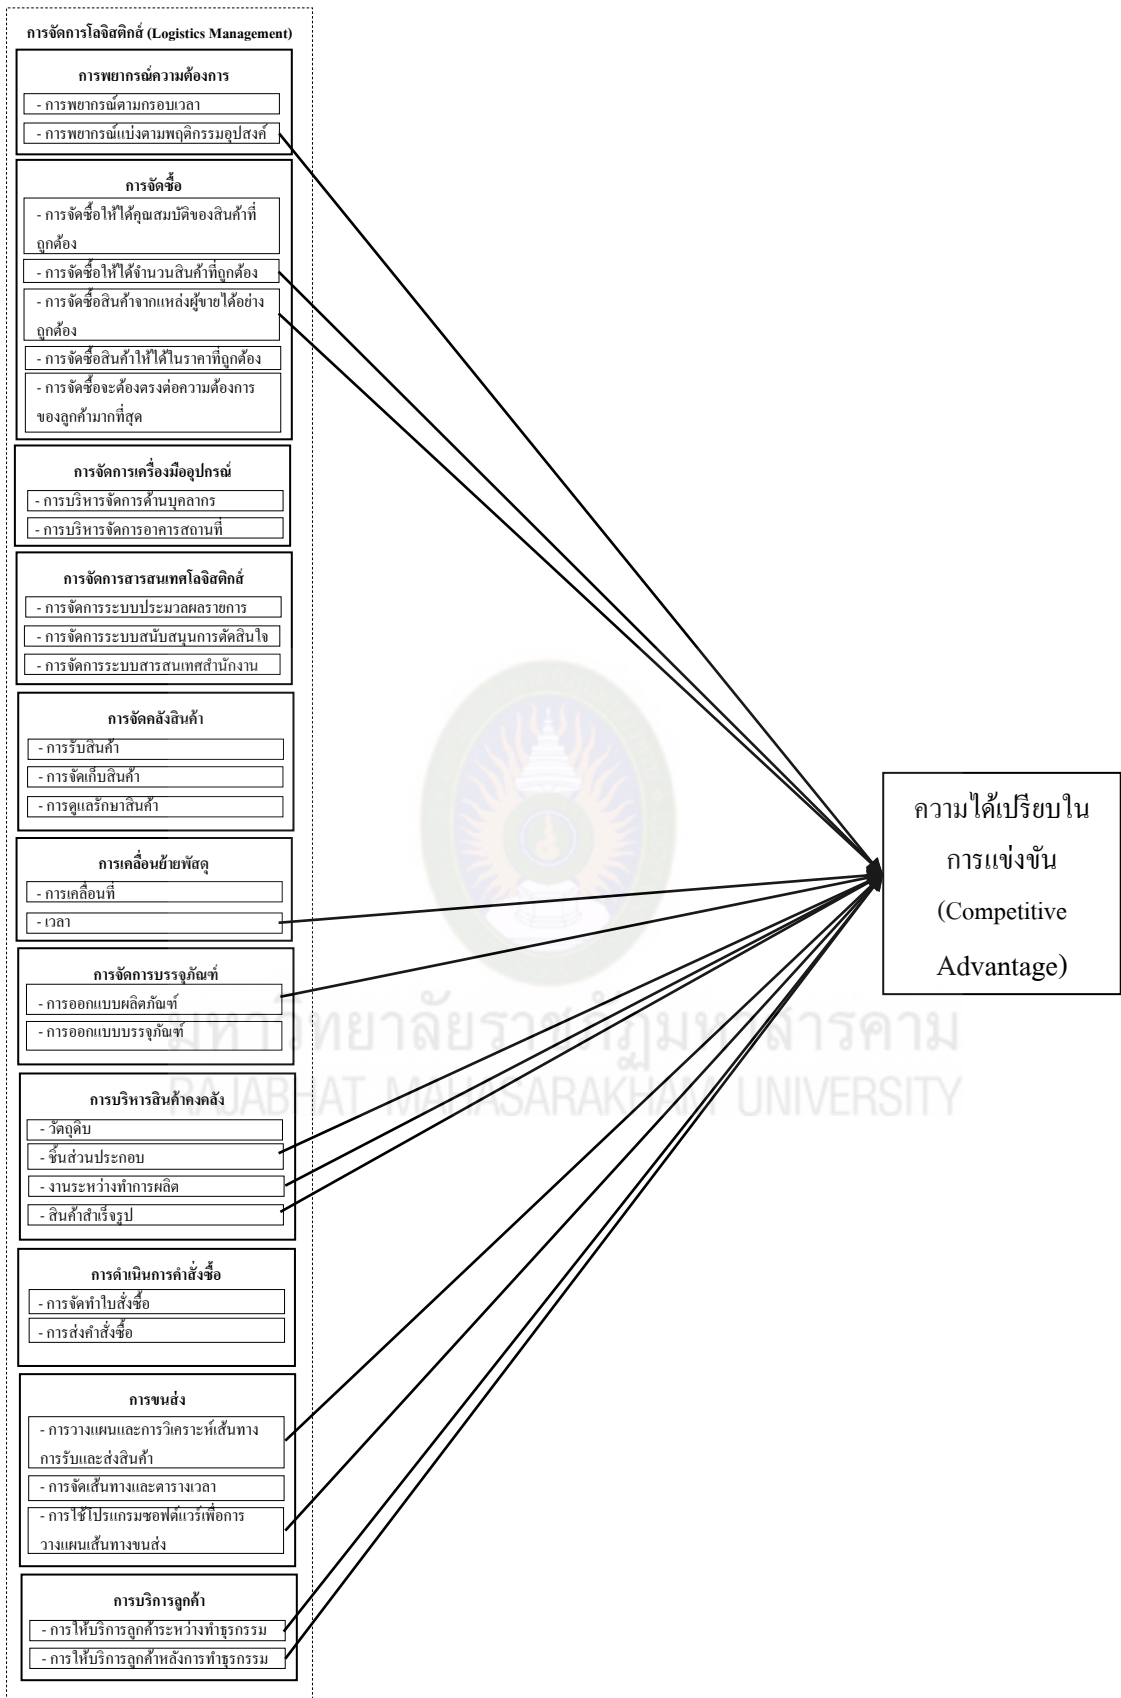 การจัดการโลจิสติกส์ (Logistics Management)
การพยากรณ์ความต้องการ
- การพยากรณ์ตามกรอบเวลา
- การพยากรณ์แบ่งตามพฤติกรรมอุปสงค์
การจัดซื้อ
- การจัดซื้อให้ได้คุณสมบัติของสินค้าที่
ถูกต้อง
- การจัดซื้อให้ได้จำนวนสินค้าที่ถูกต้อง
- การจัดซื้อสินค้าจากแหล่งผู้ขายได้อย่าง
ถูกต้อง
- การจัดซื้อสินค้าให้ได้ในราคาที่ถูกต้อง
- การจัดซื้อจะต้องตรงต่อความต้องการ
ของลูกค้ามากที่สุด
การจัดการเครื่องมืออุปกรณ์
- การบริหารจัดการด้านบุคลากร
- การบริหารจัดการอาคารสถานที่
การจัดการสารสนเทศโลจิสติกส์
- การจัดการระบบประมวลผลรายการ
- การจัดการระบบสนับสนุนการตัดสินใจ
- การจัดการระบบสารสนเทศสำนักงาน
การจัดคลังสินค้า
- การรับสินค้า
- การจัดเก็บสินค้า
- การดูแลรักษาสินค้า
การเคลื่อนย้ายพัสดุ
- การเคลื่อนที่
- เวลา
การจัดการบรรจุภัณฑ์
- การออกแบบผลิตภัณฑ์
- การออกแบบบรรจุภัณฑ์
การบริหารสินค้าคงคลัง
- วัตถุดิบ
- ชิ้นส่วนประกอบ
- งานระหว่างทำการผลิต
- สินค้าสำเร็จรูป
การดำเนินการคำสั่งซื้อ
- การจัดทำใบสั่งซื้อ
- การส่งคำสั่งซื้อ
การขนส่ง
- การวางแผนและการวิเคราะห์เส้นทาง
การรับและส่งสินค้า
- การจัดเส้นทางและตารางเวลา
- การใช้โปรแกรมซอฟต์แวร์เพื่อการ
วางแผนเส้นทางขนส่ง
การบริการลูกค้า
- การให้บริการลูกค้าระหว่างทำธุรกรรม
- การให้บริการลูกค้าหลังการทำธุรกรรม
ความได้เปรียบใน
การแข่งขัน
(Competitive
Advantage)
มหาวิทยาลัยราชภัฏมหาสารคาม
RAJABHAT MAHASARAKHAM UNIVERSITY